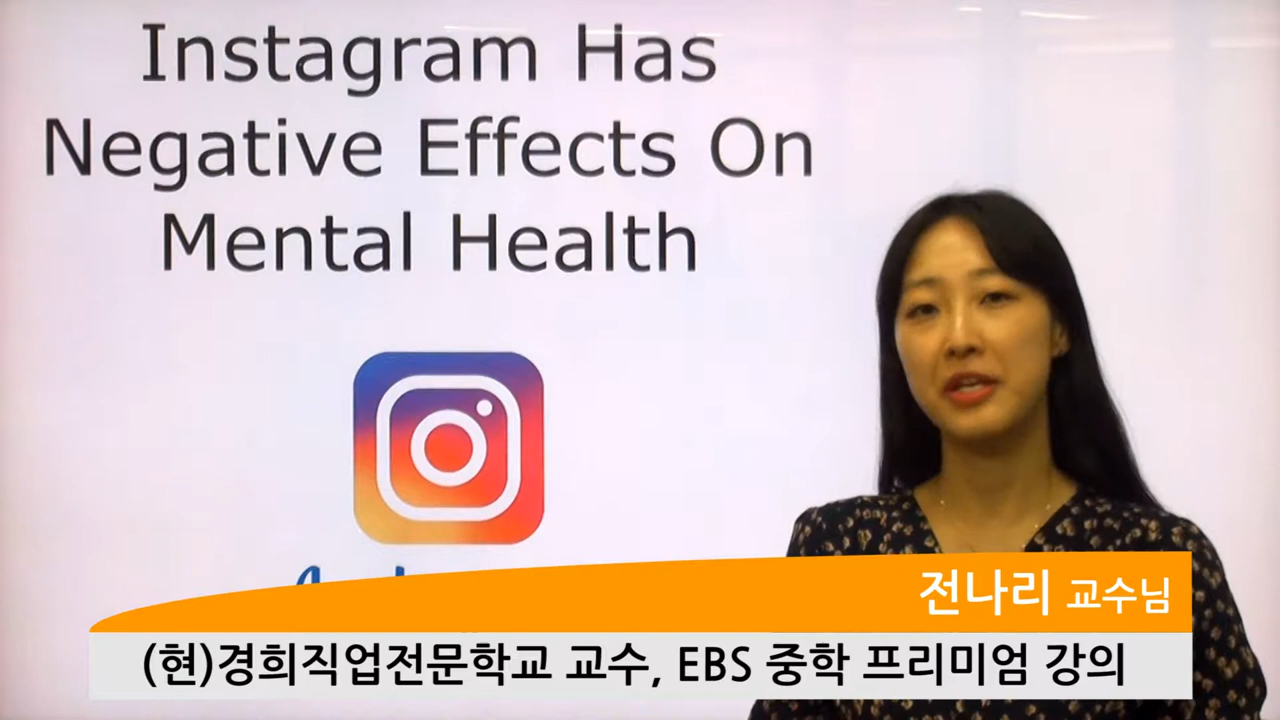 Instagram Has
Negative Effects On
Mental Health
전나리 교수님
(현)경희직업전문학교 교수, EBS 중학 프리미엄 강의